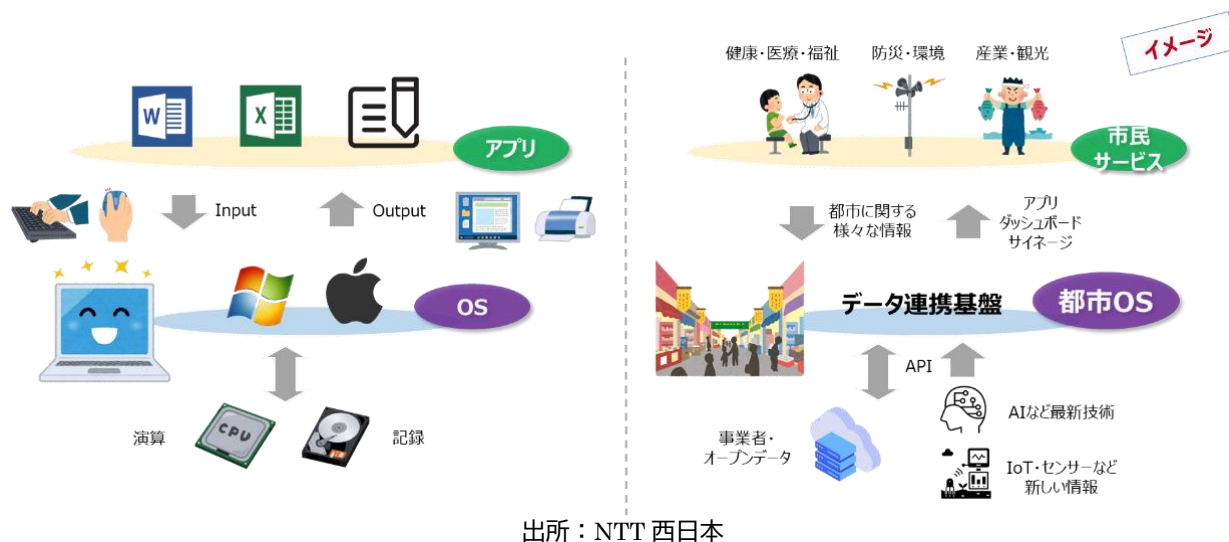 イメージ
W
X
アプリ
Input
Output
OS
演算
CPU
記録
健康・医療・福祉
防災・環境
産業・観光
市民
サービス
都市に関する
様々な情報
アプリ
ダッシュボード
サイネージ
データ連携基盤
都市OS
API
事業者・
オープンデータ
AIなど最新技術
IoT・センサーなど
新しい情報
出所：NTT 西日本